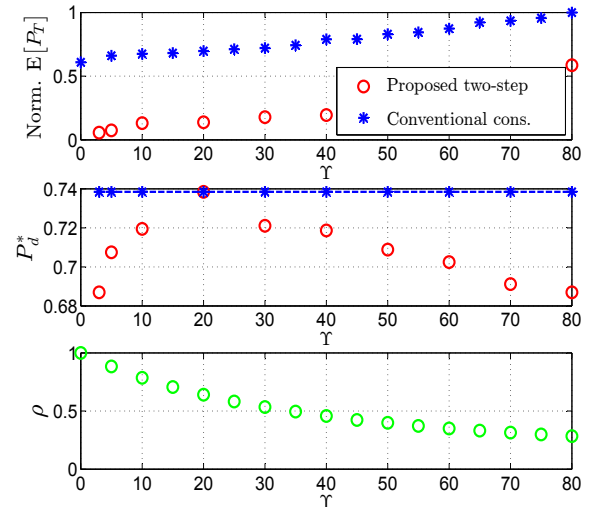 Norm. E[P_T]
1
0.5
0
0 10 20 30 40 50 60 70 80
ϒ
Proposed two-step
Conventional cons.
P_d^*
0.74
0.72
0.7
0.68
0 10 20 30 40 50 60 70 80
ϒ
ρ
1
0.5
0
0 10 20 30 40 50 60 70 80
ϒ